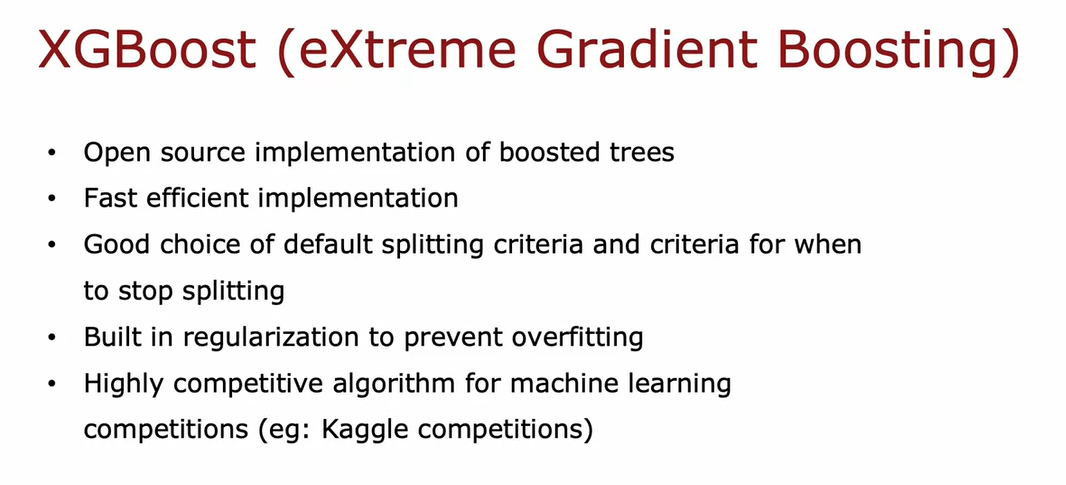 XGBoost (eXtreme Gradient Boosting)
• Open source implementation of boosted trees
• Fast efficient implementation
• Good choice of default splitting criteria and criteria for when
to stop splitting
• Built in regularization to prevent overfitting
• Highly competitive algorithm for machine learning
competitions (eg: Kaggle competitions)